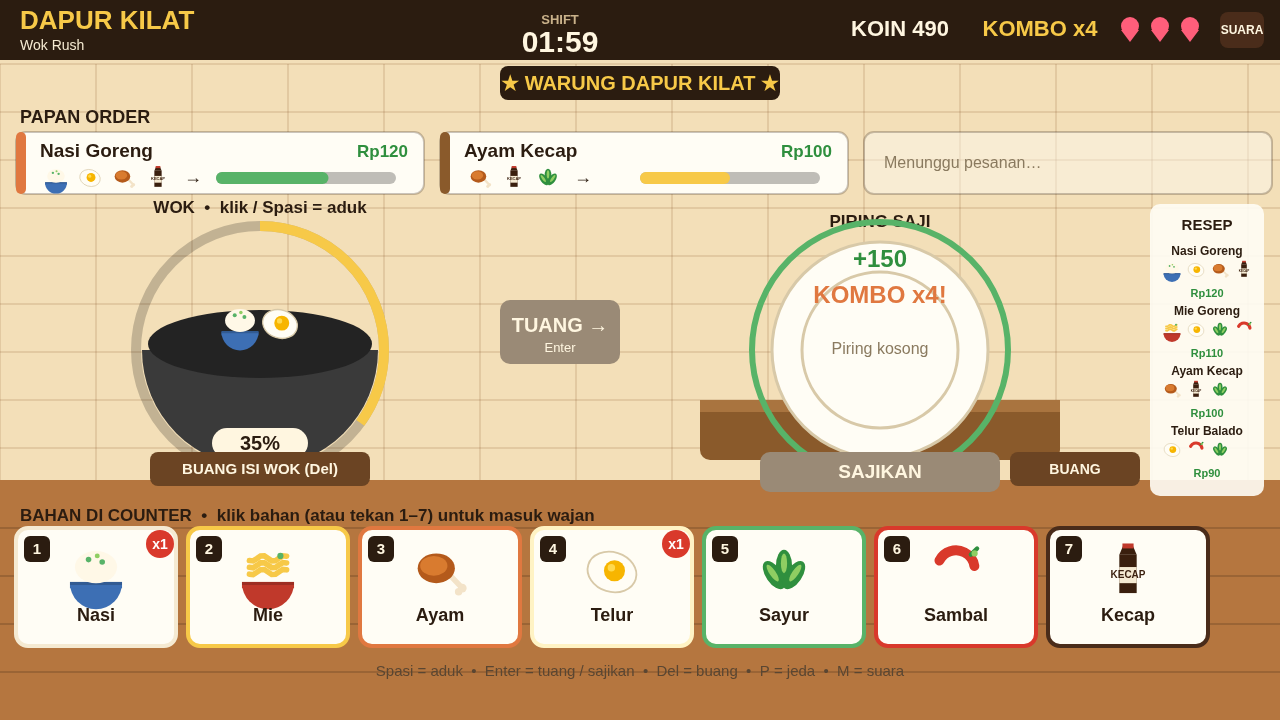 DAPUR KILAT
Wok Rush
SHIFT
01:59
KOIN 490
KOMBO x4
SUARA
★ WARUNG DAPUR KILAT ★
PAPAN ORDER
Nasi Goreng
Rp120
KECAP
→
Ayam Kecap
Rp100
KECAP
→
Menunggu pesanan…
WOK • klik / Spasi = aduk
35%
BUANG ISI WOK (Del)
TUANG →
Enter
PIRING SAJI
+150
KOMBO x4!
Piring kosong
SAJIKAN
BUANG
RESEP
Nasi Goreng
KECAP
Rp120
Mie Goreng
Rp110
Ayam Kecap
KECAP
Rp100
Telur Balado
Rp90
BAHAN DI COUNTER • klik bahan (atau tekan 1–7) untuk masuk wajan
1
x1
Nasi
2
Mie
3
Ayam
4
x1
Telur
5
Sayur
6
Sambal
7
KECAP
Kecap
Spasi = aduk • Enter = tuang / sajikan • Del = buang • P = jeda • M = suara